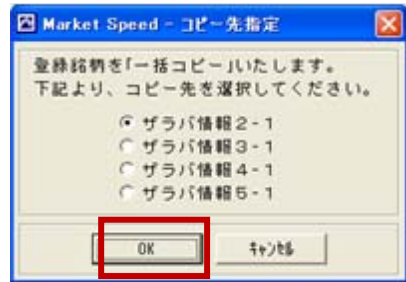 Market Speed - コピー先指定
登録銘柄を「一括コピー」いたします。
下記より、コピー先を選択してください。
ザラバ情報2-1
ザラバ情報3-1
ザラバ情報4-1
ザラバ情報5-1
OK キャンセル